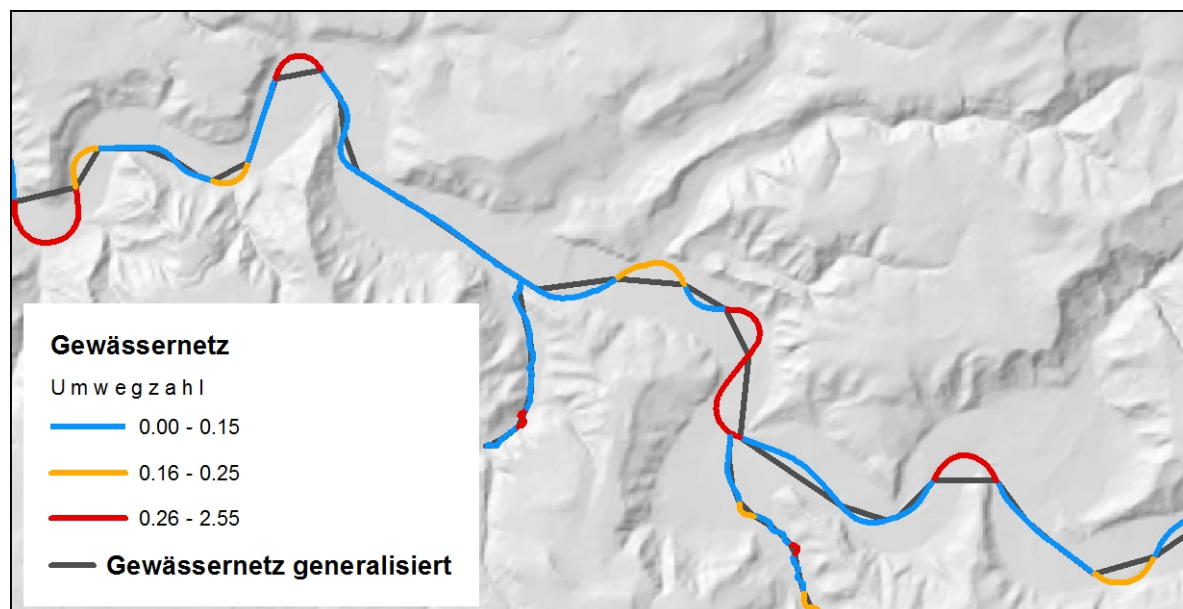 Gewässernetz
Umwegzahl
0.00 - 0.15
0.16 - 0.25
0.26 - 2.55
Gewässernetz generalisiert